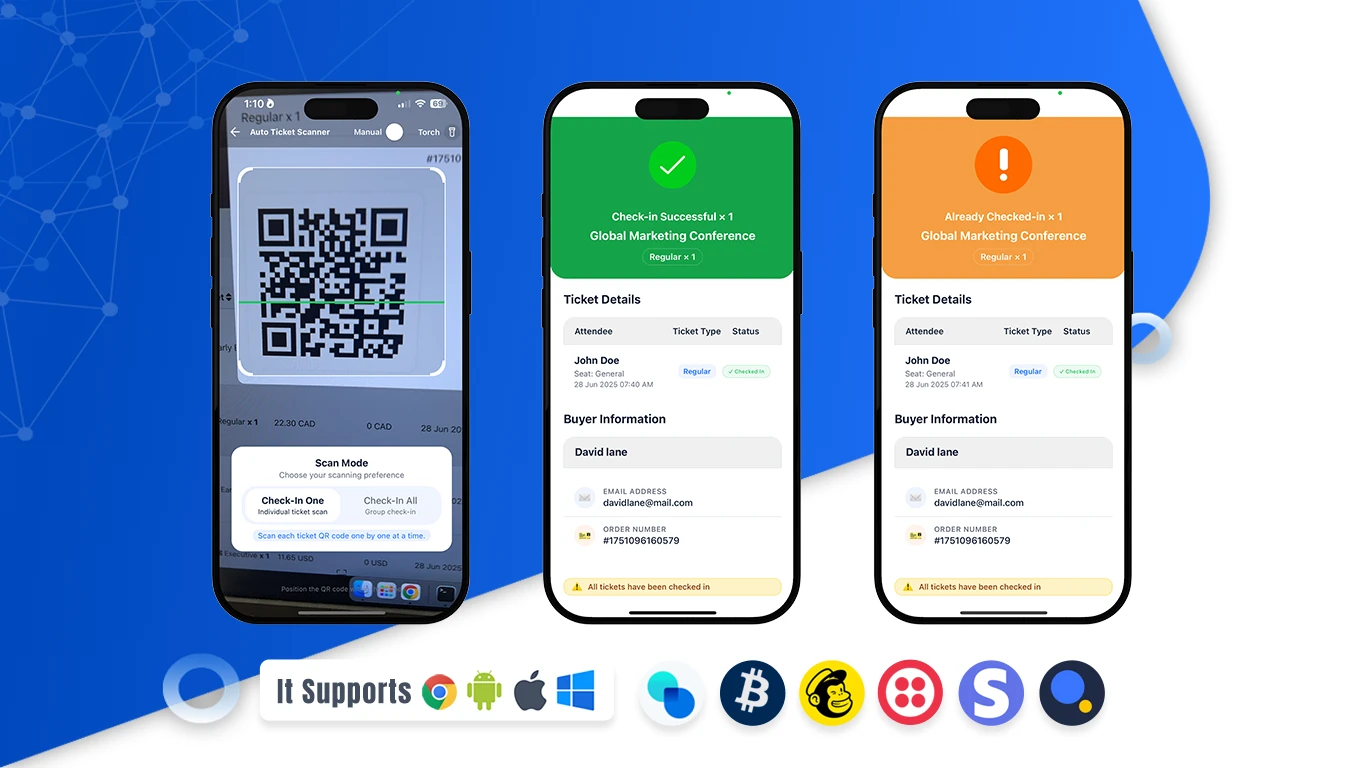 1:10
69
Regular x 1
Auto Ticket Scanner
Manual
Torch
#17510
Regular x 1
22.30 CAD
0 CAD
28 Jun 20
Scan Mode
Choose your scanning preference
Check-In One
Individual ticket scan
Check-In All
Group check-in
Scan each ticket QR code one by one at a time.
Executive x 1
11.65 USD
0 USD
28 Jun 2025
Position the QR code
Check-in Successful × 1
Global Marketing Conference
Regular × 1
Ticket Details
Attendee
Ticket Type
Status
John Doe
Seat: General
28 Jun 2025 07:40 AM
Regular
✓ Checked In
Buyer Information
David lane
EMAIL ADDRESS
davidlane@mail.com
ORDER NUMBER
#1751096160579
All tickets have been checked in
Already Checked-in × 1
Global Marketing Conference
Regular × 1
Ticket Details
Attendee
Ticket Type
Status
John Doe
Seat: General
28 Jun 2025 07:41 AM
Regular
✓ Checked In
Buyer Information
David lane
EMAIL ADDRESS
davidlane@mail.com
ORDER NUMBER
#1751096160579
All tickets have been checked in
It Supports